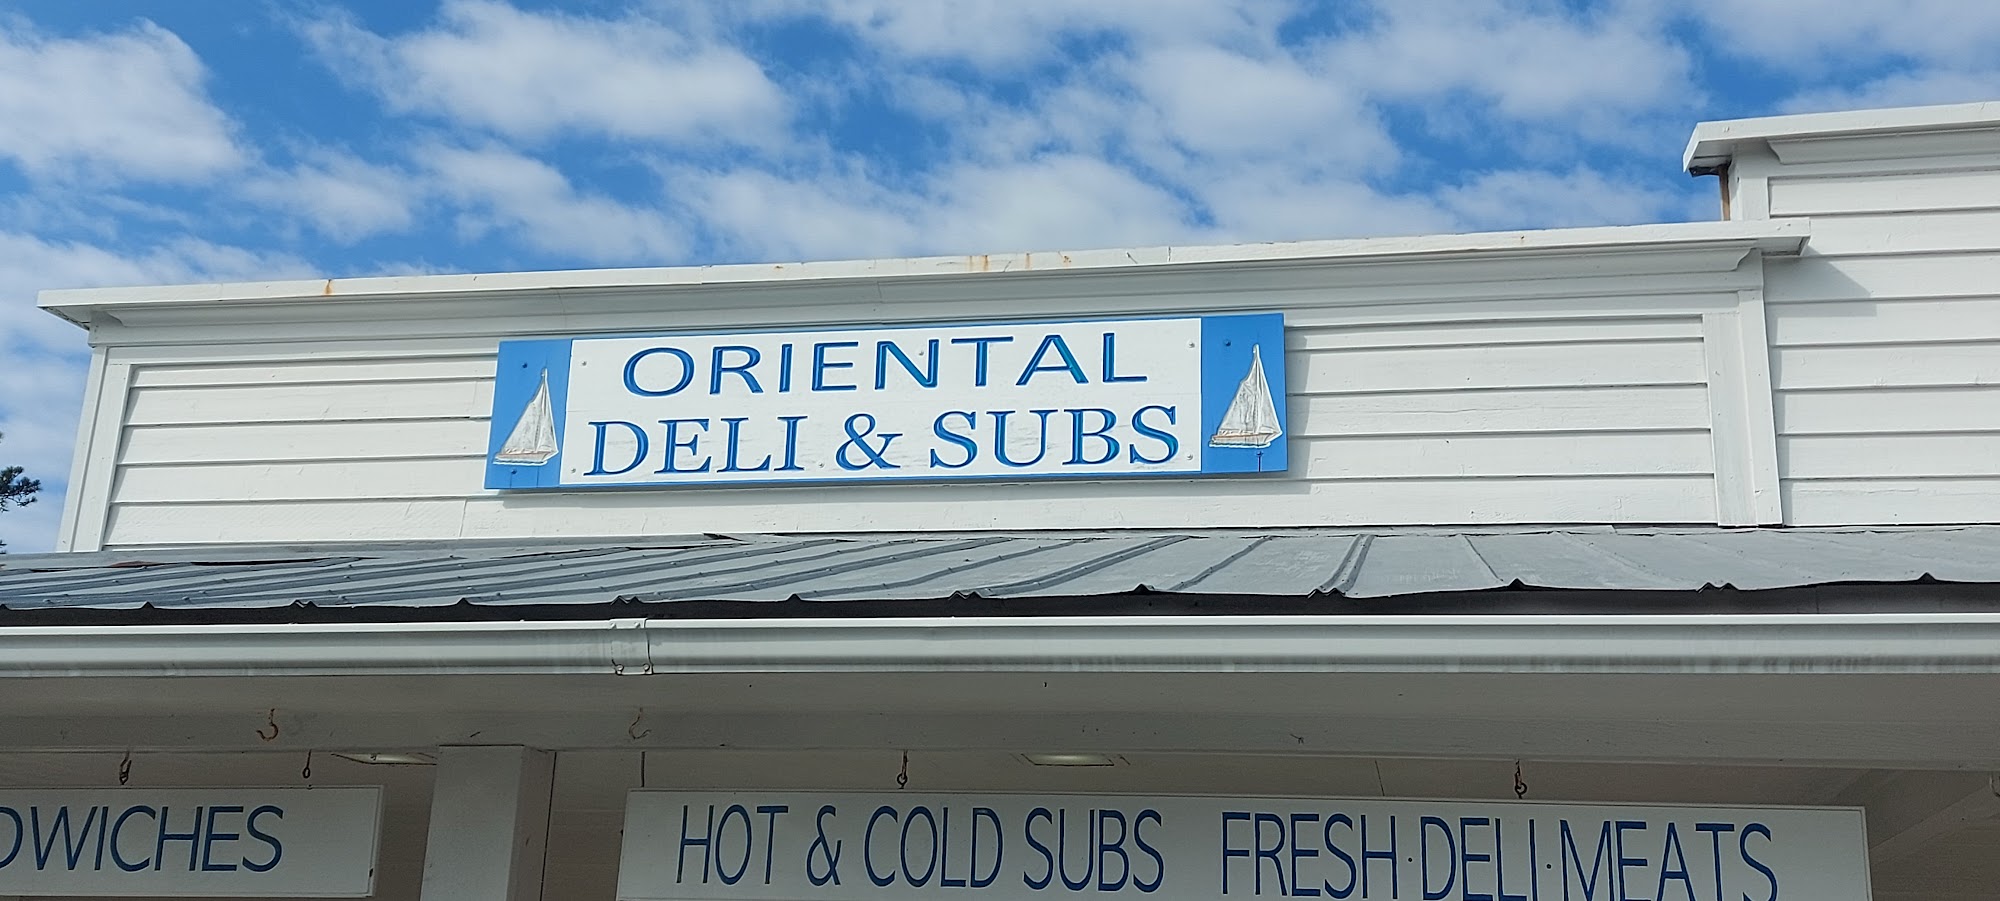 ORIENTAL
DELI & SUBS
DWICHES
HOT & COLD SUBS FRESH·DELI·MEATS